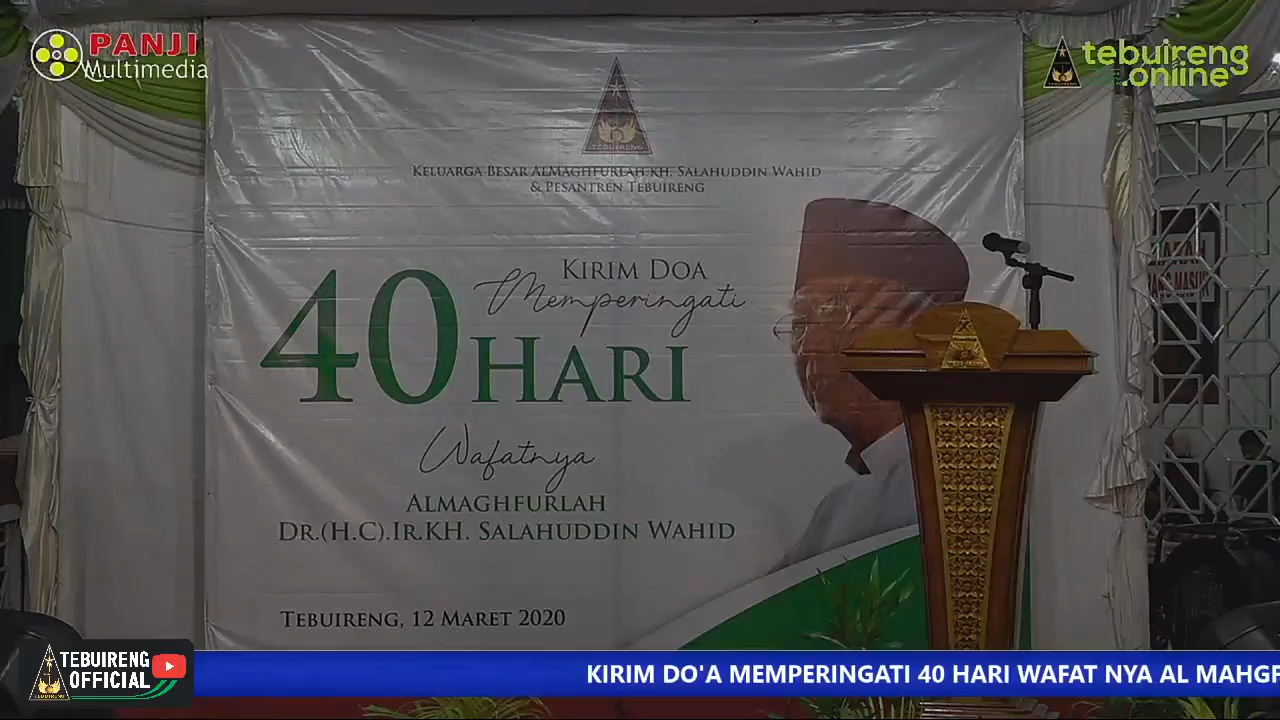 PANJI
Multimedia
tebuireng
.online
TEBUIRENG
KELUARGA BESAR ALMAGHFURLAH KH. SALAHUDDIN WAHID
& PESANTREN TEBUIRENG
KIRIM DOA
Memperingati
40 HARI
Wafatnya
ALMAGHFURLAH
DR.(H.C).IR.KH. SALAHUDDIN WAHID
TEBUIRENG, 12 MARET 2020
TEBUIRENG
OFFICIAL
TEBUIRENG
KIRIM DO'A MEMPERINGATI 40 HARI WAFAT NYA AL MAHGF